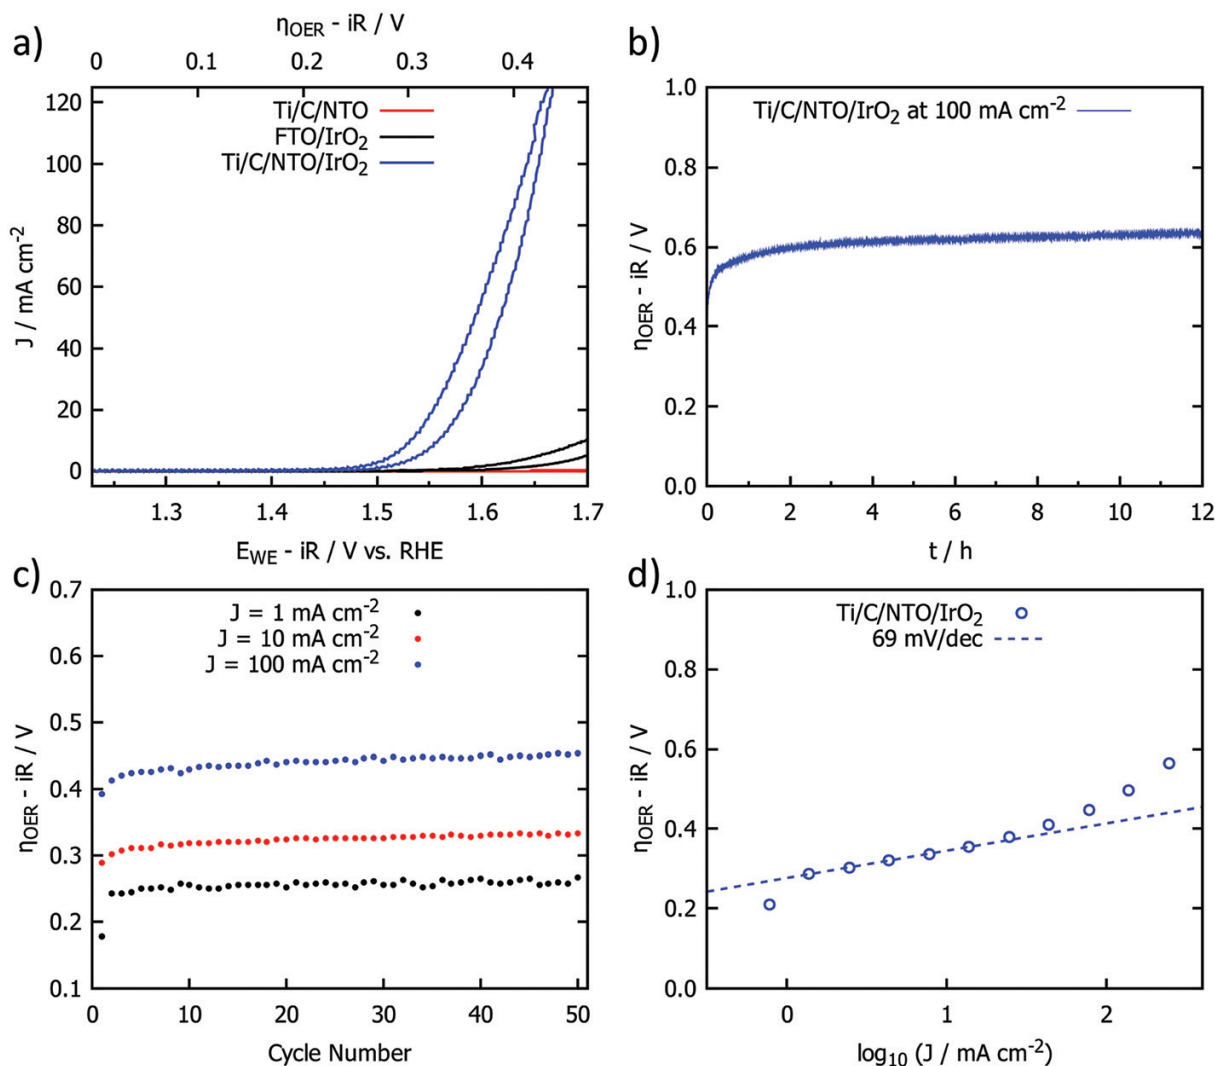 a)
η_OER - iR / V
0 0.1 0.2 0.3 0.4
120
100
80
60
40
20
0
J / mA cm⁻²
Ti/C/NTO
FTO/IrO₂
Ti/C/NTO/IrO₂
1.3 1.4 1.5 1.6 1.7
E_WE - iR / V vs. RHE
b)
1.0
0.8
0.6
0.4
0.2
0.0
η_OER - iR / V
Ti/C/NTO/IrO₂ at 100 mA cm⁻²
0 2 4 6 8 10 12
t / h
c)
0.7
0.6
0.5
0.4
0.3
0.2
0.1
η_OER - iR / V
J = 1 mA cm⁻²
J = 10 mA cm⁻²
J = 100 mA cm⁻²
0 10 20 30 40 50
Cycle Number
d)
1.0
0.8
0.6
0.4
0.2
0.0
η_OER - iR / V
Ti/C/NTO/IrO₂
69 mV/dec
0 1 2
log₁₀ (J / mA cm⁻²)